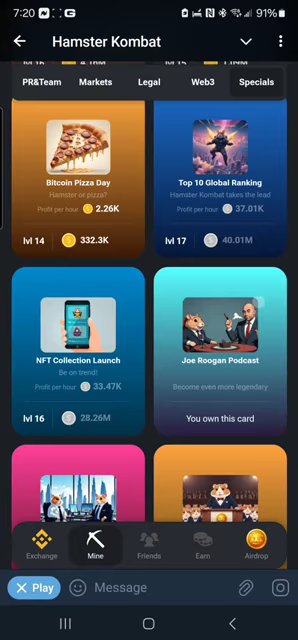 7:20
91%
Hamster Kombat
PR&Team
Markets
Legal
Web3
Specials
Bitcoin Pizza Day
Hamster or pizza?
Profit per hour 2.26K
lvl 14
332.3K
Top 10 Global Ranking
Hamster Kombat takes the lead
Profit per hour 37.01K
lvl 17
40.01M
NFT Collection Launch
Be on trend!
Profit per hour 33.47K
lvl 16
28.26M
Joe Roogan Podcast
Become even more legendary
You own this card
Exchange
Mine
Friends
Earn
Airdrop
Play
Message